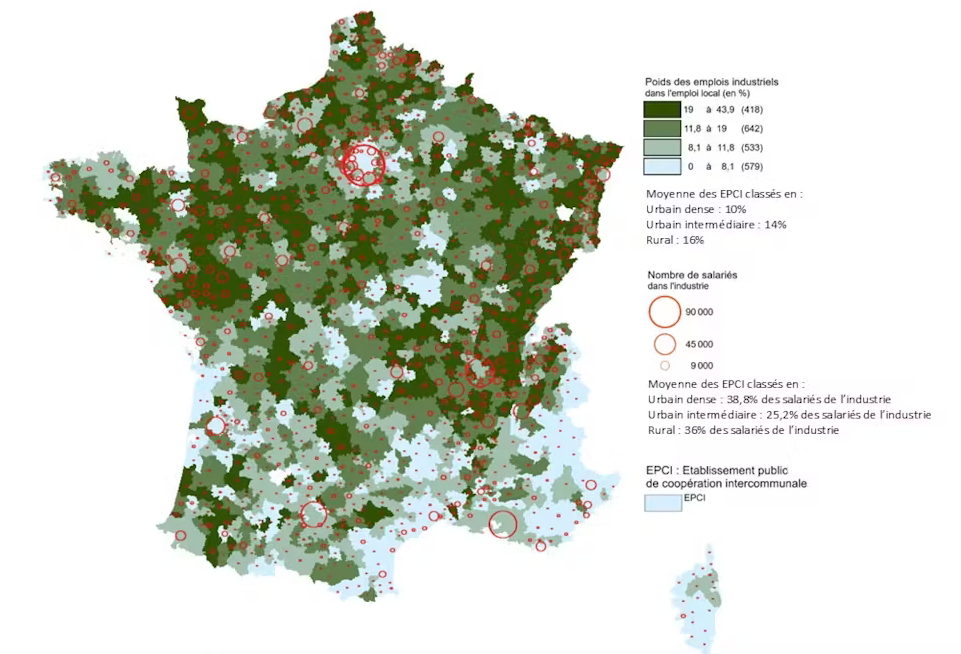 Poids des emplois industriels
dans l'emploi local (en %)
19 à 43,9 (418)
11,8 à 19 (642)
8,1 à 11,8 (533)
0 à 8,1 (579)
Moyenne des EPCI classés en :
Urbain dense : 10%
Urbain intermédiaire : 14%
Rural : 16%
Nombre de salariés
dans l'industrie
90 000
45 000
9 000
Moyenne des EPCI classés en :
Urbain dense : 38,8% des salariés de l'industrie
Urbain intermédiaire : 25,2% des salariés de l'industrie
Rural : 36% des salariés de l'industrie
EPCI : Etablissement public
de coopération intercommunale
EPCI